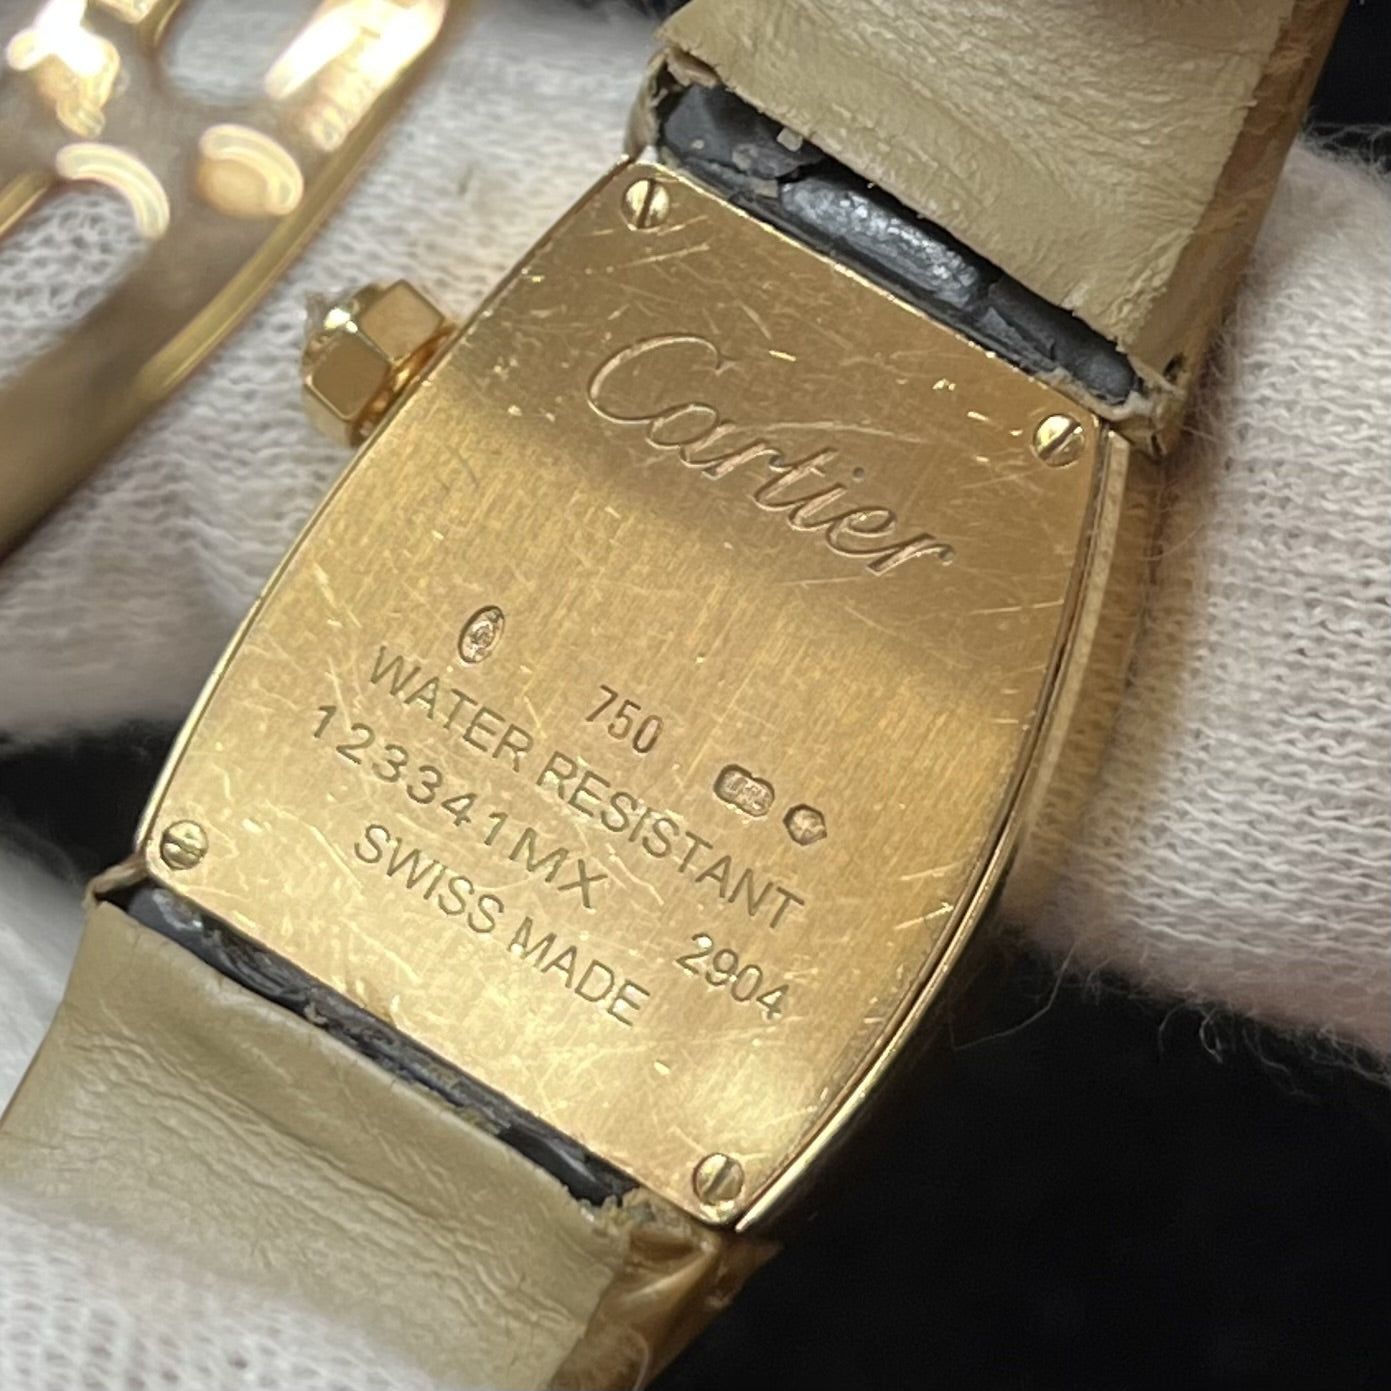 Cartier
750
WATER RESISTANT
123341MX 2904
SWISS MADE